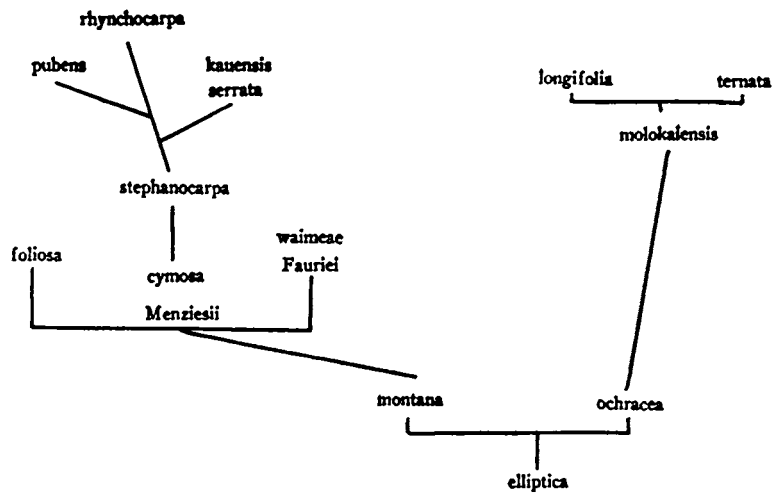 rhynchocarpa
pubens
kauensis
serrata
longifolia
ternata
molokaiensis
stephanocarpa
foliosa
cymosa
waimeae
Fauriei
Menziesii
montana
ochracea
elliptica